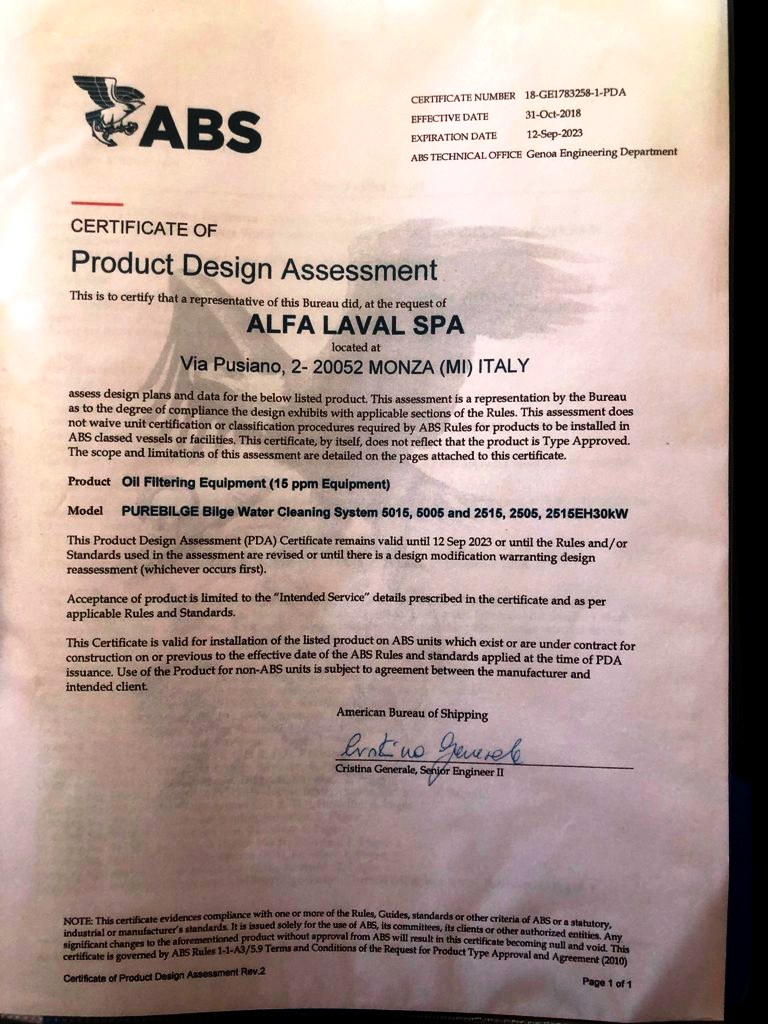 ABS
CERTIFICATE NUMBER 18-GE1783258-1-PDA
EFFECTIVE DATE 31-Oct-2018
EXPIRATION DATE 12-Sep-2023
ABS TECHNICAL OFFICE Genoa Engineering Department
CERTIFICATE OF
Product Design Assessment
This is to certify that a representative of this Bureau did, at the request of
ALFA LAVAL SPA
located at
Via Pusiano, 2- 20052 MONZA (MI) ITALY
assess design plans and data for the below listed product. This assessment is a representation by the Bureau
as to the degree of compliance the design exhibits with applicable sections of the Rules. This assessment does
not waive unit certification or classification procedures required by ABS Rules for products to be installed in
ABS classed vessels or facilities. This certificate, by itself, does not reflect that the product is Type Approved.
The scope and limitations of this assessment are detailed on the pages attached to this certificate.
Product Oil Filtering Equipment (15 ppm Equipment)
Model PUREBILGE Bilge Water Cleaning System 5015, 5005 and 2515, 2505, 2515EH30kW
This Product Design Assessment (PDA) Certificate remains valid until 12 Sep 2023 or until the Rules and/or
Standards used in the assessment are revised or until there is a design modification warranting design
reassessment (whichever occurs first).
Acceptance of product is limited to the "Intended Service" details prescribed in the certificate and as per
applicable Rules and Standards.
This Certificate is valid for installation of the listed product on ABS units which exist or are under contract for
construction on or previous to the effective date of the ABS Rules and standards applied at the time of PDA
issuance. Use of the Product for non-ABS units is subject to agreement between the manufacturer and
intended client.
American Bureau of Shipping
Cristina Generale
Cristina Generale, Senior Engineer II
NOTE: This certificate evidences compliance with one or more of the Rules, Guides, standards or other criteria of ABS or a statutory,
industrial or manufacturer's standards. It is issued solely for the use of ABS, its committees, its clients or other authorized entities. Any
significant changes to the aforementioned product without approval from ABS will result in this certificate becoming null and void. This
certificate is governed by ABS Rules 1-1-A3/5.9 Terms and Conditions of the Request for Product Type Approval and Agreement (2010)
Certificate of Product Design Assessment Rev.2
Page 1 of 1